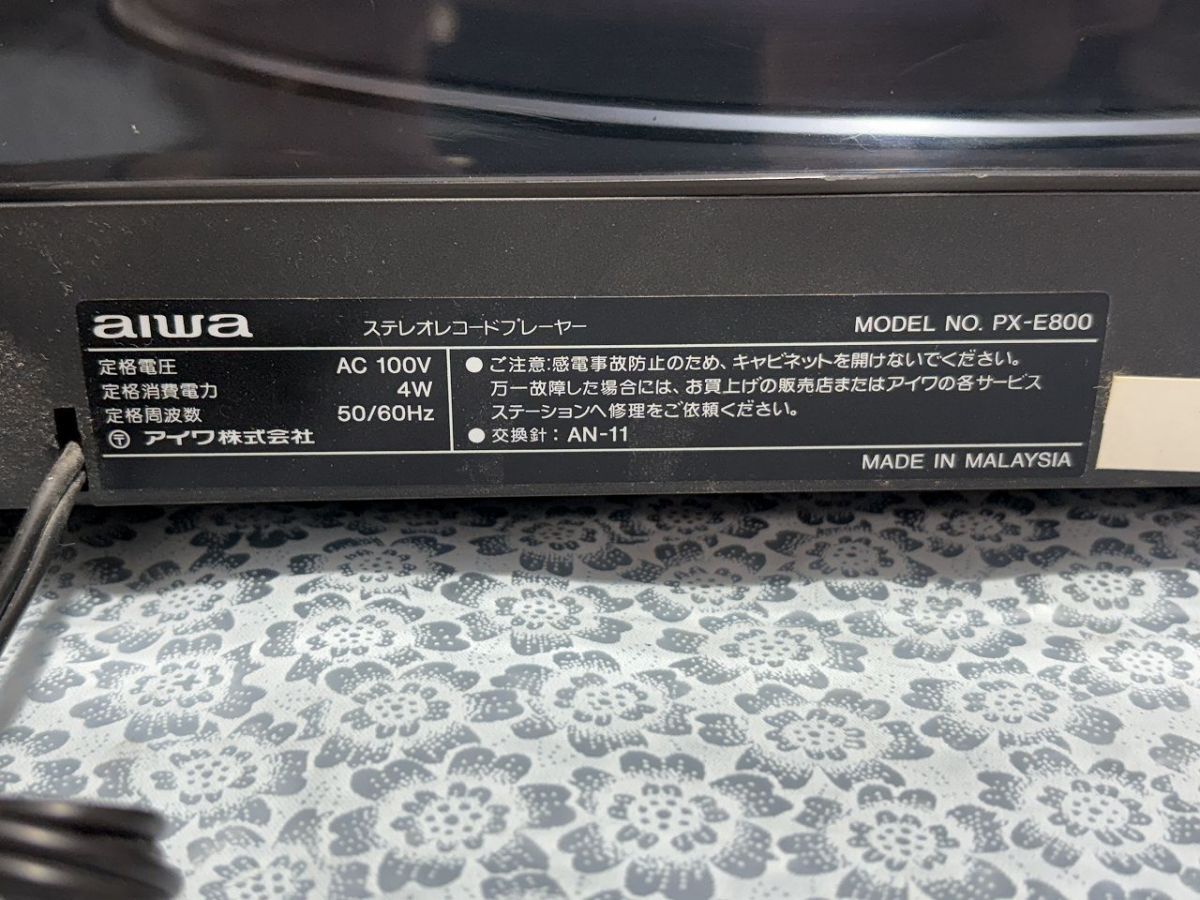 aiwa ステレオレコードプレーヤー MODEL NO. PX-E800
定格電圧 AC 100V
定格消費電力 4W
定格周波数 50/60Hz
〶 アイワ株式会社
● ご注意:感電事故防止のため、キャビネットを開けないでください。
万一故障した場合には、お買上げの販売店またはアイワの各サービス
ステーションへ修理をご依頼ください。
● 交換針: AN-11
MADE IN MALAYSIA